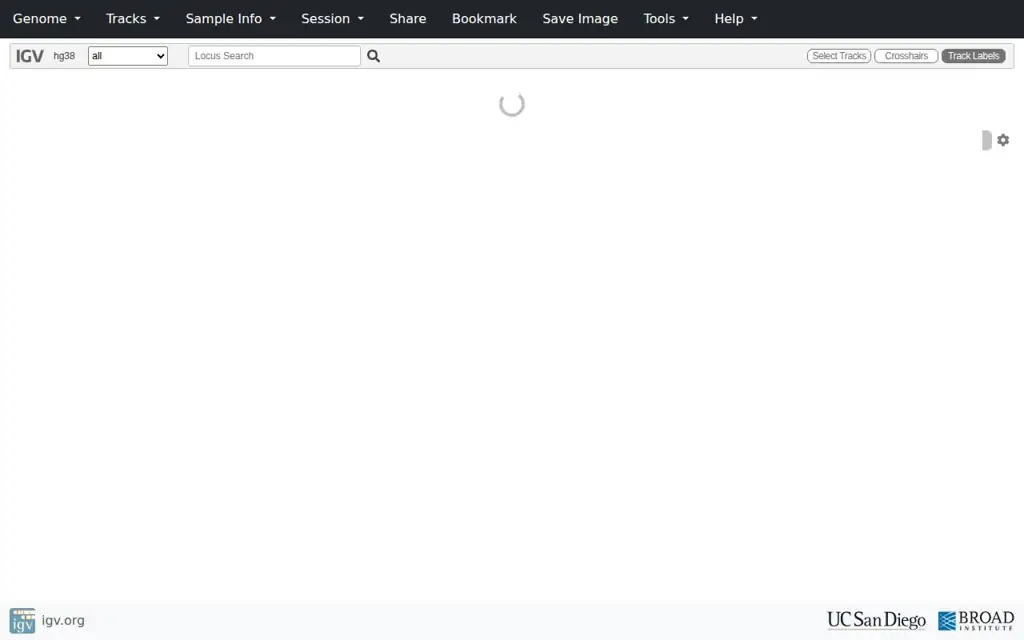 Genome Tracks Sample Info Session Share Bookmark Save Image Tools Help
IGV hg38 all Locus Search Select Tracks Crosshairs Track Labels
igv igv.org UC San Diego BROAD
INSTITUTE